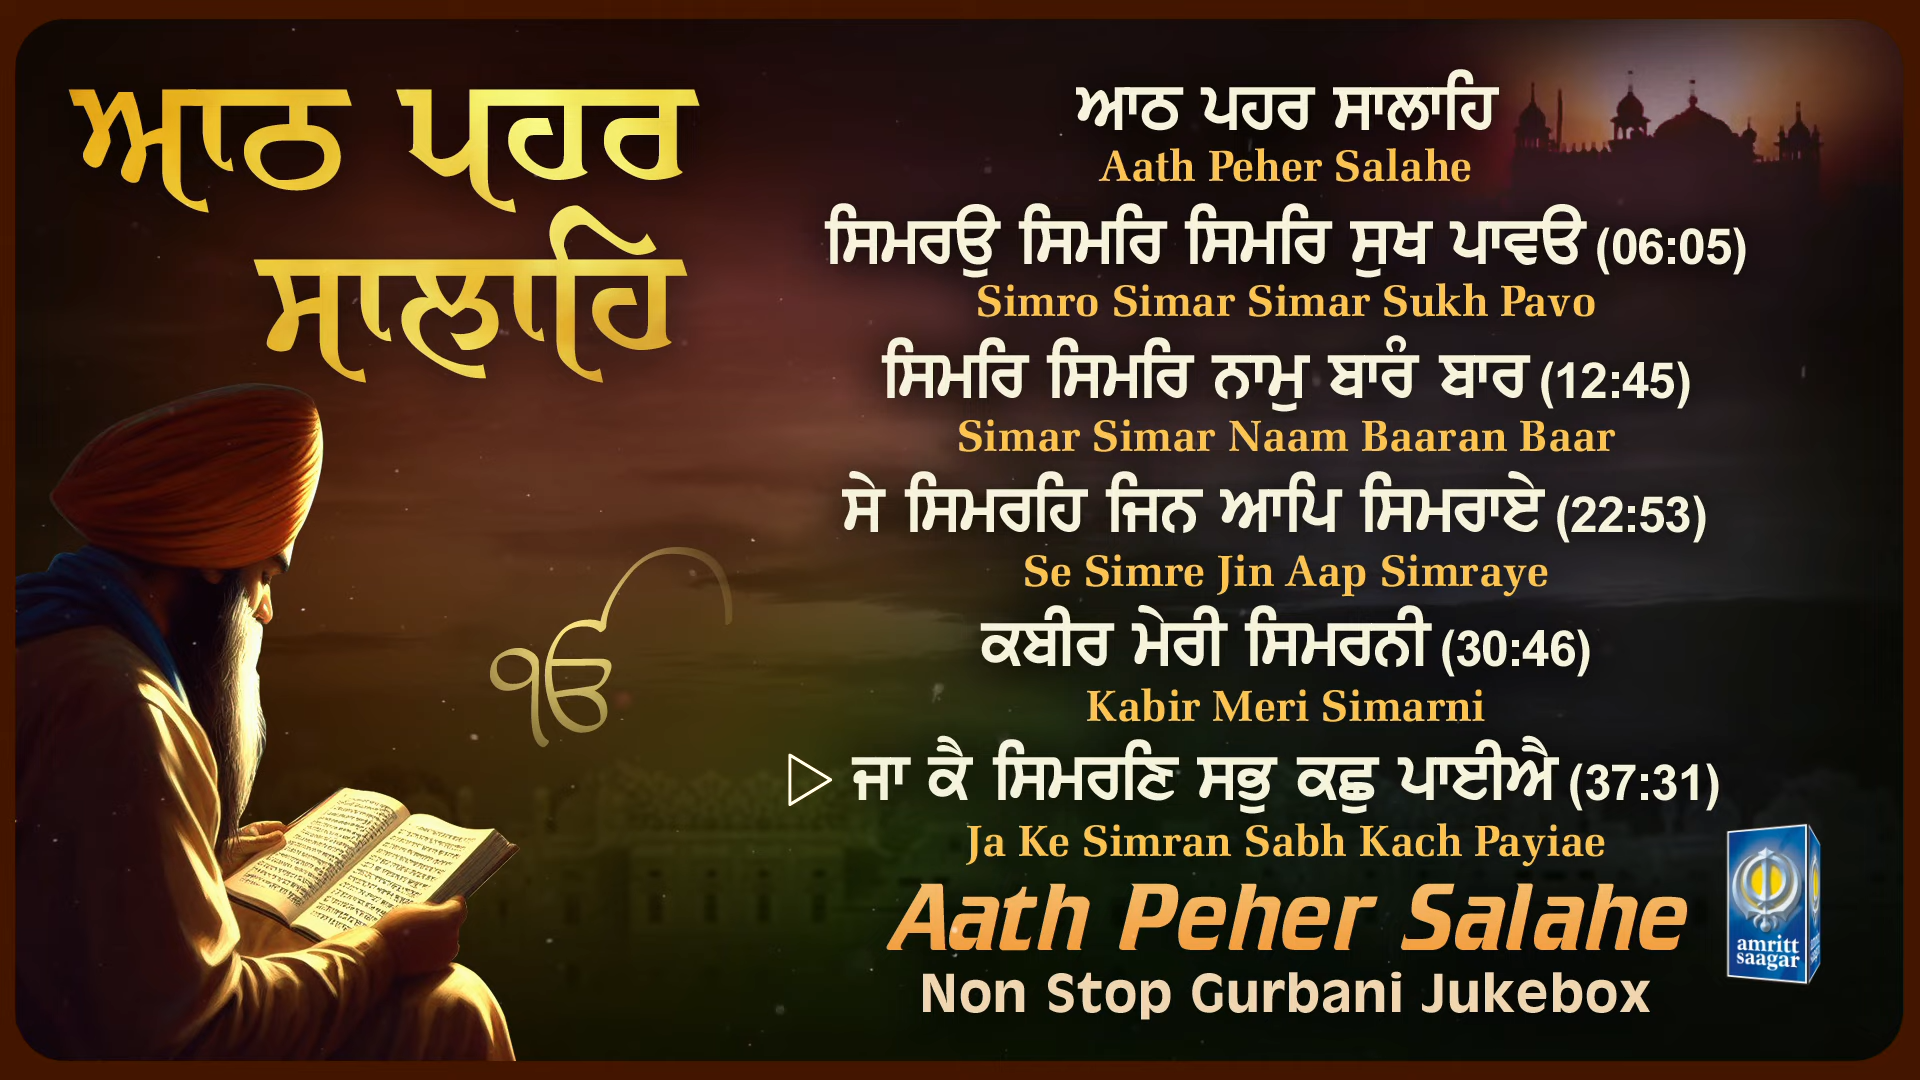 ਆਠ ਪਹਰ
ਸਾਲਾਹਿ
ਆਠ ਪਹਰ ਸਾਲਾਹਿ
Aath Peher Salahe
ਸਿਮਰਉ ਸਿਮਰਿ ਸਿਮਰਿ ਸੁਖ ਪਾਵਓ (06:05)
Simro Simar Simar Sukh Pavo
ਸਿਮਰਿ ਸਿਮਰਿ ਨਾਮੁ ਬਾਰੰ ਬਾਰ (12:45)
Simar Simar Naam Baaran Baar
ਸੇ ਸਿਮਰਹਿ ਜਿਨ ਆਪਿ ਸਿਮਰਾਏ (22:53)
Se Simre Jin Aap Simraye
ਕਬੀਰ ਮੇਰੀ ਸਿਮਰਨੀ (30:46)
Kabir Meri Simarni
ਜਾ ਕੈ ਸਿਮਰਣਿ ਸਭੁ ਕਛੁ ਪਾਈਐ (37:31)
Ja Ke Simran Sabh Kach Payiae
Aath Peher Salahe
Non Stop Gurbani Jukebox
ੴ
amritt
saagar